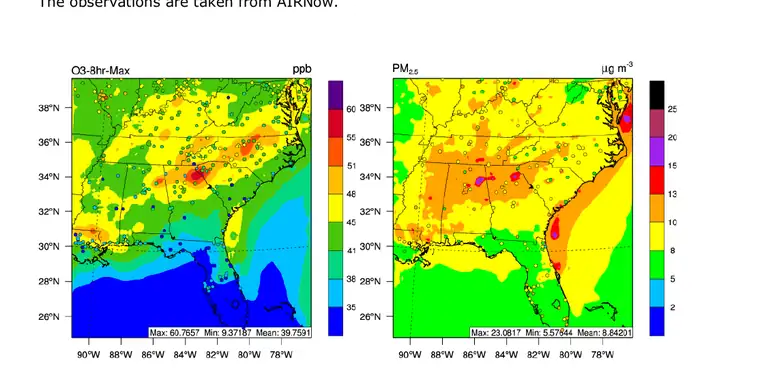 The observations are taken from AIRNow.
O3-8hr-Max ppb
PM2.5 µg m-3
38°N
36°N
34°N
32°N
30°N
28°N
26°N
60
55
51
48
45
41
38
35
Max: 60.7657 Min: 9.37187 Mean: 39.7591
90°W 88°W 86°W 84°W 82°W 80°W 78°W
38°N
36°N
34°N
32°N
30°N
28°N
26°N
25
20
15
13
10
8
5
2
Max: 23.0817 Min: 5.57644 Mean: 8.84201
90°W 88°W 86°W 84°W 82°W 80°W 78°W